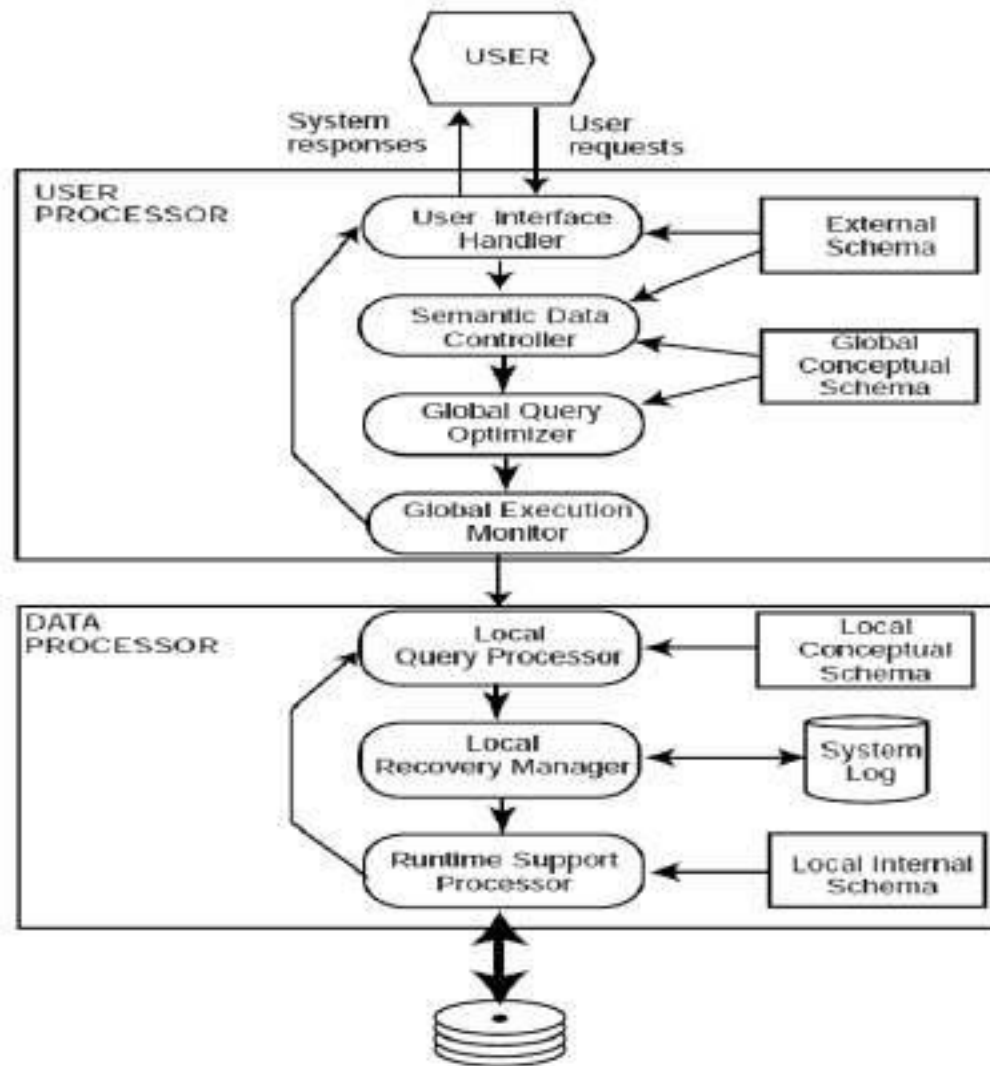 USER
System
responses
User
requests
USER
PROCESSOR
User Interface
Handler
External
Schema
Semantic Data
Controller
Global
Conceptual
Schema
Global Query
Optimizer
Global Execution
Monitor
DATA
PROCESSOR
Local
Query Processor
Local
Conceptual
Schema
Local
Recovery Manager
System
Log
Runtime Support
Processor
Local Internal
Schema